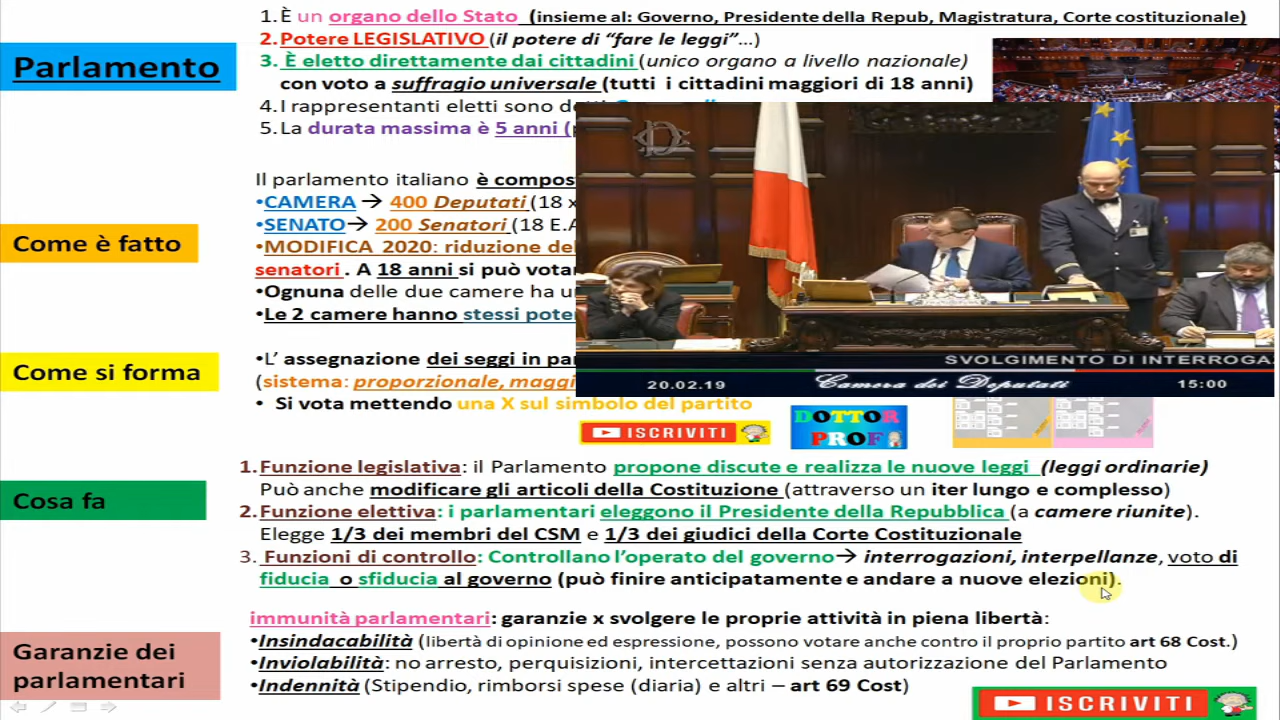 Parlamento
1. È un organo dello Stato (insieme al: Governo, Presidente della Repub, Magistratura, Corte costituzionale)
2. Potere LEGISLATIVO (il potere di “fare le leggi”…)
3. È eletto direttamente dai cittadini (unico organo a livello nazionale)
con voto a suffragio universale (tutti i cittadini maggiori di 18 anni)
4. I rappresentanti eletti sono
5. La durata massima è 5 anni (
Come è fatto
Il parlamento italiano è compos
•CAMERA → 400 Deputati (18 x
•SENATO → 200 Senatori (18 E.A
•MODIFICA 2020: riduzione de
senatori . A 18 anni si può vota
•Ognuna delle due camere ha u
•Le 2 camere hanno stessi pote
SVOLGIMENTO DI INTERROGA
20.02.19 Camera dei Deputati 15:00
Come si forma
•L’ assegnazione dei seggi in pa
(sistema: proporzionale, maggi
• Si vota mettendo una X sul simbolo del partito
ISCRIVITI
DOTTOR
PROF
Cosa fa
1. Funzione legislativa: il Parlamento propone discute e realizza le nuove leggi (leggi ordinarie)
Può anche modificare gli articoli della Costituzione (attraverso un iter lungo e complesso)
2. Funzione elettiva: i parlamentari eleggono il Presidente della Repubblica (a camere riunite).
Elegge 1/3 dei membri del CSM e 1/3 dei giudici della Corte Costituzionale
3. Funzioni di controllo: Controllano l’operato del governo→ interrogazioni, interpellanze, voto di
fiducia o sfiducia al governo (può finire anticipatamente e andare a nuove elezioni).
Garanzie dei
parlamentari
immunità parlamentari: garanzie x svolgere le proprie attività in piena libertà:
•Insindacabilità (libertà di opinione ed espressione, possono votare anche contro il proprio partito art 68 Cost.)
•Inviolabilità: no arresto, perquisizioni, intercettazioni senza autorizzazione del Parlamento
•Indennità (Stipendio, rimborsi spese (diaria) e altri – art 69 Cost)
ISCRIVITI